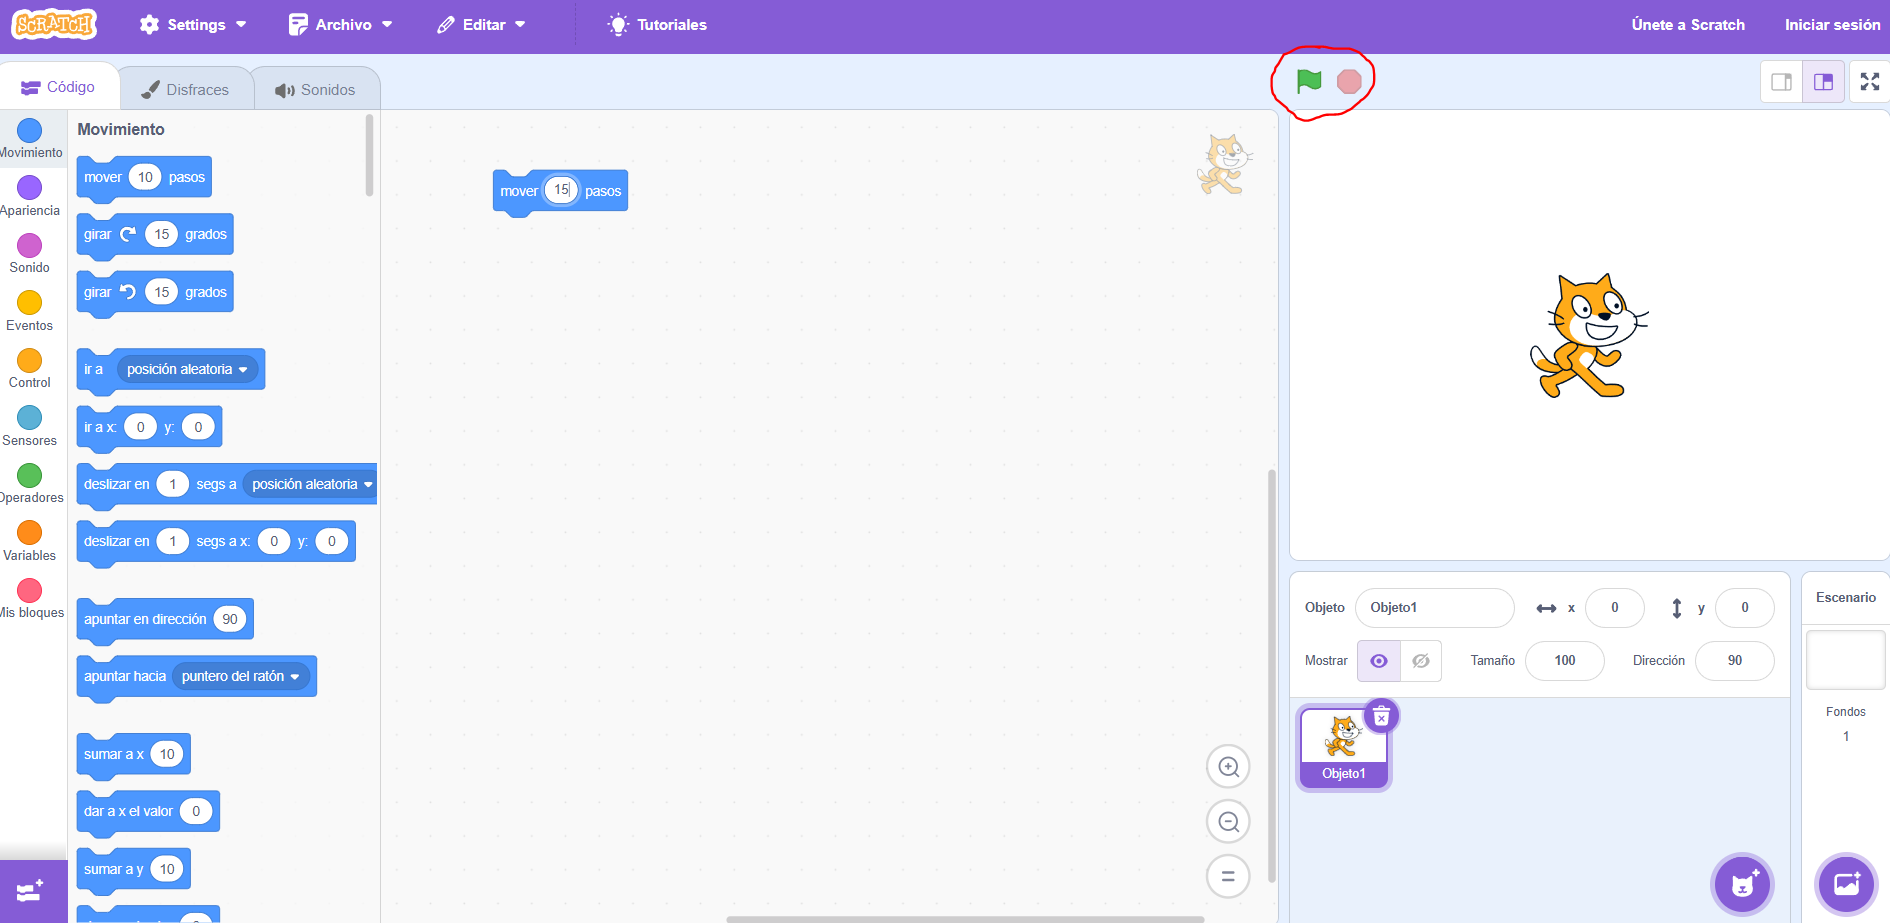 SCRATCH
Settings
Archivo
Editar
Tutoriales
Únete a Scratch
Iniciar sesión
Código
Disfraces
Sonidos
Movimiento
Apariencia
Sonido
Eventos
Control
Sensores
Operadores
Variables
Mis bloques
Movimiento
mover 10 pasos
girar 15 grados
girar 15 grados
ir a posición aleatoria
ir a x: 0 y: 0
deslizar en 1 segs a posición aleatoria
deslizar en 1 segs a x: 0 y: 0
apuntar en dirección 90
apuntar hacia puntero del ratón
sumar a x 10
dar a x el valor 0
sumar a y 10
mover 15 pasos
Objeto Objeto1 x 0 y 0
Mostrar Tamaño 100 Dirección 90
Objeto1
Escenario
Fondos
1